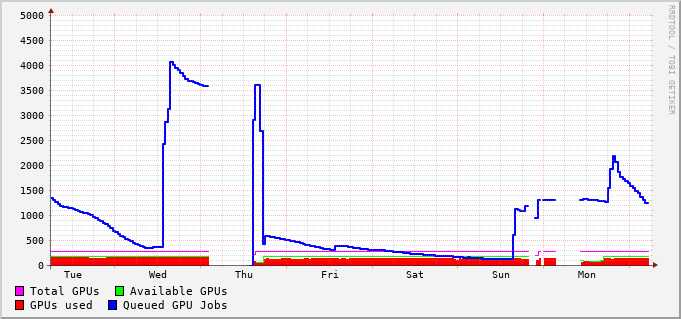 5000
4500
4000
3500
3000
2500
2000
1500
1000
500
0
Tue Wed Thu Fri Sat Sun Mon
Total GPUs Available GPUs
GPUs used Queued GPU Jobs
RRDTOOL / TOBI OETIKER